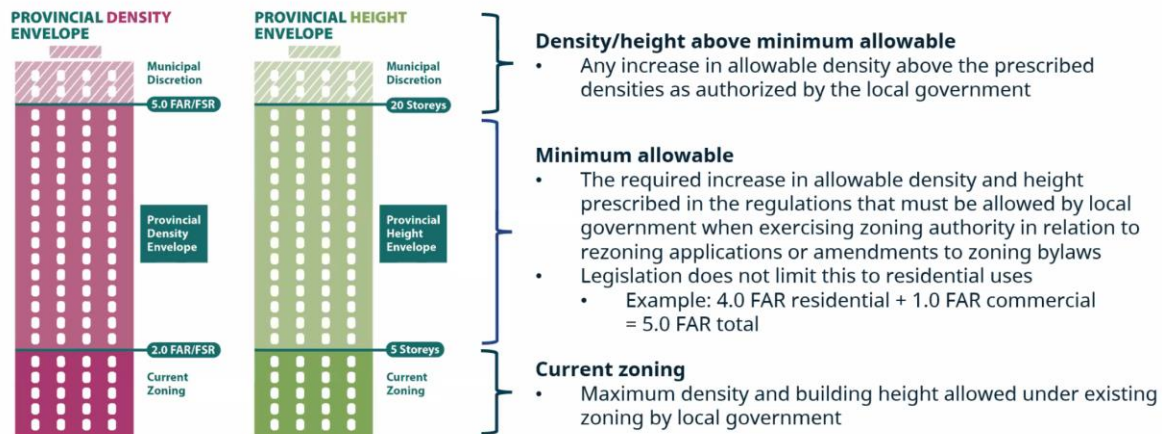 PROVINCIAL DENSITY
ENVELOPE
Municipal
Discretion
5.0 FAR/FSR
Provincial
Density
Envelope
2.0 FAR/FSR
Current
Zoning
PROVINCIAL HEIGHT
ENVELOPE
Municipal
Discretion
20 Storeys
Provincial
Height
Envelope
5 Storeys
Current
Zoning
Density/height above minimum allowable
• Any increase in allowable density above the prescribed
densities as authorized by the local government
Minimum allowable
• The required increase in allowable density and height
prescribed in the regulations that must be allowed by local
government when exercising zoning authority in relation to
rezoning applications or amendments to zoning bylaws
• Legislation does not limit this to residential uses
• Example: 4.0 FAR residential + 1.0 FAR commercial
= 5.0 FAR total
Current zoning
• Maximum density and building height allowed under existing
zoning by local government